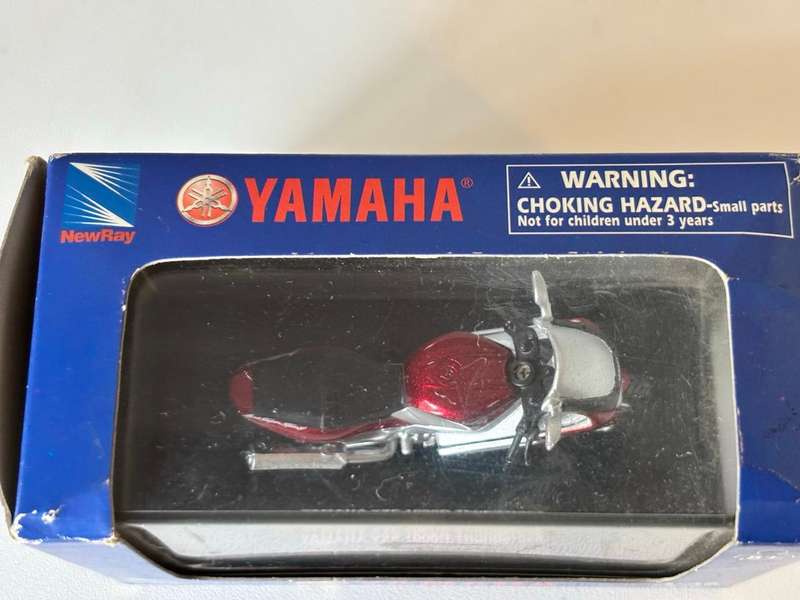 NewRay
YAMAHA®
⚠ WARNING:
CHOKING HAZARD-Small parts
Not for children under 3 years